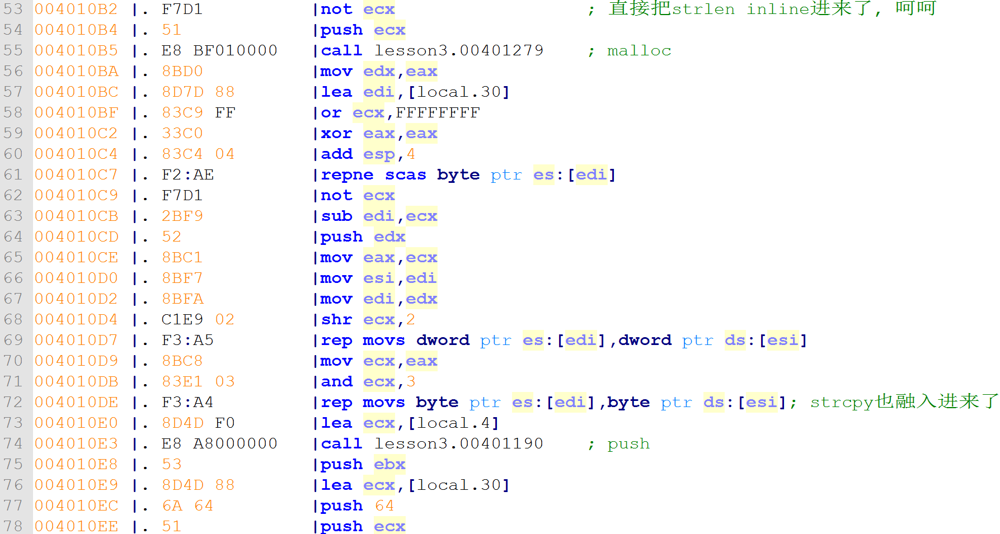 53 004010B2 |. F7D1 |not ecx ; 直接把strlen inline进来了, 呵呵
54 004010B4 |. 51 |push ecx
55 004010B5 |. E8 BF010000 |call lesson3.00401279 ; malloc
56 004010BA |. 8BD0 |mov edx,eax
57 004010BC |. 8D7D 88 |lea edi,[local.30]
58 004010BF |. 83C9 FF |or ecx,FFFFFFFF
59 004010C2 |. 33C0 |xor eax,eax
60 004010C4 |. 83C4 04 |add esp,4
61 004010C7 |. F2:AE |repne scas byte ptr es:[edi]
62 004010C9 |. F7D1 |not ecx
63 004010CB |. 2BF9 |sub edi,ecx
64 004010CD |. 52 |push edx
65 004010CE |. 8BC1 |mov eax,ecx
66 004010D0 |. 8BF7 |mov esi,edi
67 004010D2 |. 8BFA |mov edi,edx
68 004010D4 |. C1E9 02 |shr ecx,2
69 004010D7 |. F3:A5 |rep movs dword ptr es:[edi],dword ptr ds:[esi]
70 004010D9 |. 8BC8 |mov ecx,eax
71 004010DB |. 83E1 03 |and ecx,3
72 004010DE |. F3:A4 |rep movs byte ptr es:[edi],byte ptr ds:[esi]; strcpy也融入进来了
73 004010E0 |. 8D4D F0 |lea ecx,[local.4]
74 004010E3 |. E8 A8000000 |call lesson3.00401190 ; push
75 004010E8 |. 53 |push ebx
76 004010E9 |. 8D4D 88 |lea ecx,[local.30]
77 004010EC |. 6A 64 |push 64
78 004010EE |. 51 |push ecx